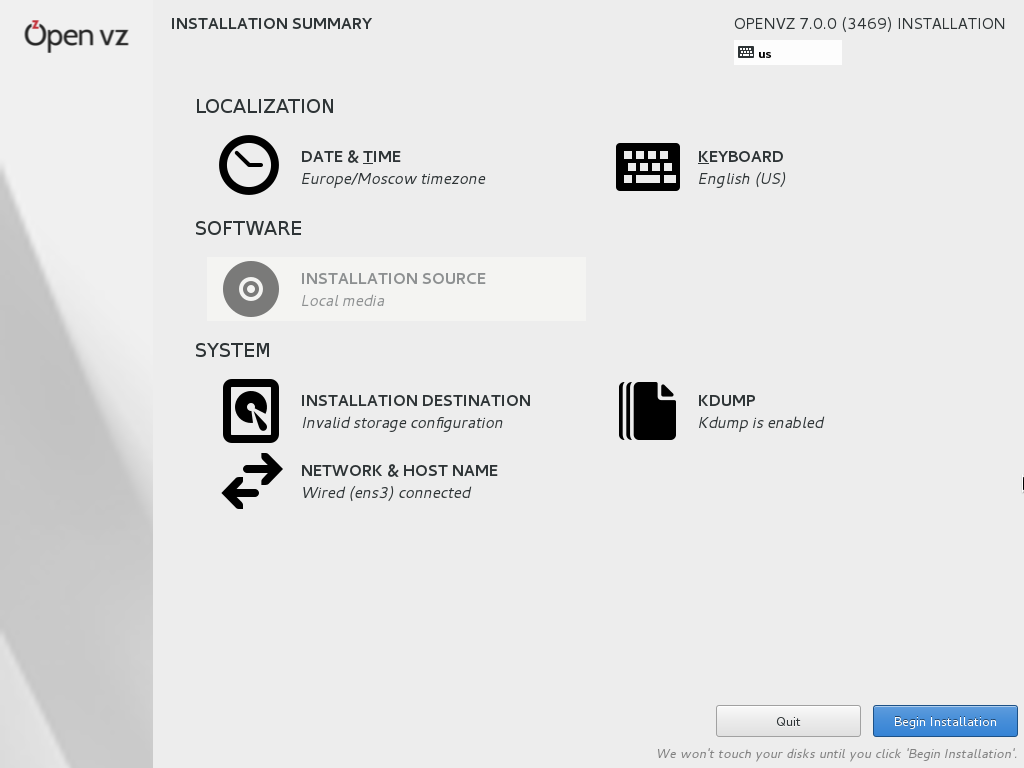 Open vz
INSTALLATION SUMMARY
OPENVZ 7.0.0 (3469) INSTALLATION
us
LOCALIZATION
DATE & TIME
Europe/Moscow timezone
KEYBOARD
English (US)
SOFTWARE
INSTALLATION SOURCE
Local media
SYSTEM
INSTALLATION DESTINATION
Invalid storage configuration
KDUMP
Kdump is enabled
NETWORK & HOST NAME
Wired (ens3) connected
Quit
Begin Installation
We won't touch your disks until you click 'Begin Installation'.